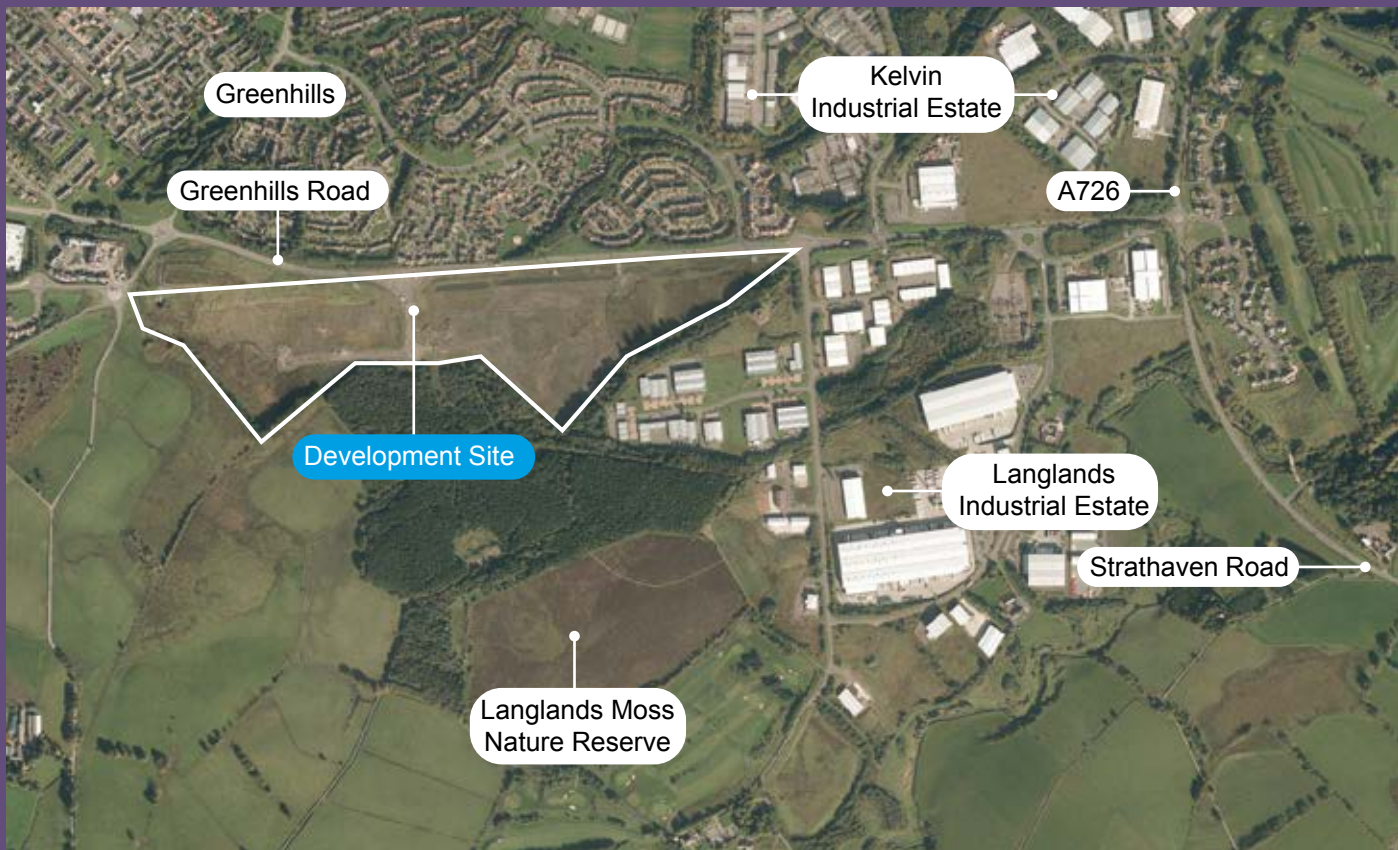 Greenhills
Kelvin
Industrial Estate
Greenhills Road
A726
Development Site
Langlands
Industrial Estate
Strathaven Road
Langlands Moss
Nature Reserve